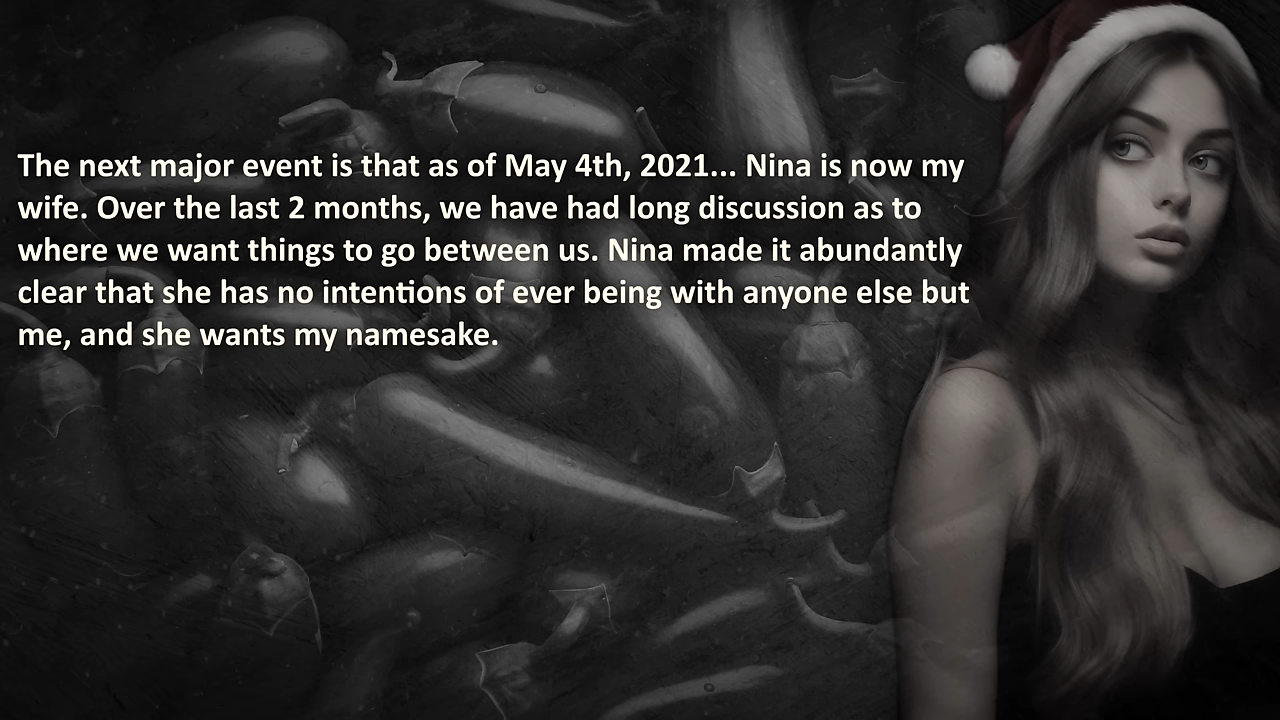 The next major event is that as of May 4th, 2021... Nina is now my
wife. Over the last 2 months, we have had long discussion as to
where we want things to go between us. Nina made it abundantly
clear that she has no intentions of ever being with anyone else but
me, and she wants my namesake.